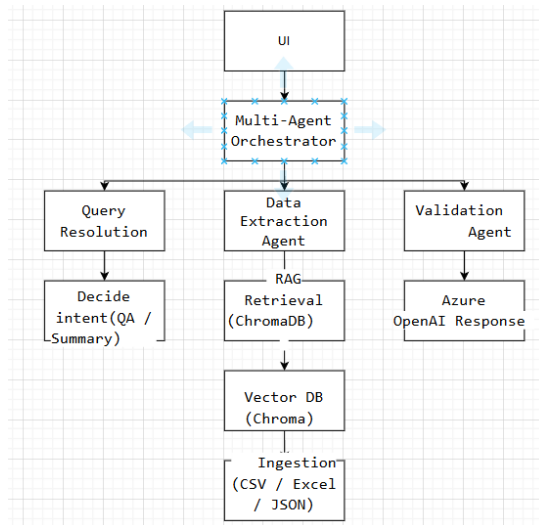 UI
Multi-Agent
Orchestrator
Query
Resolution
Data
Extraction
Agent
Validation
Agent
Decide
intent(QA /
Summary)
RAG
Retrieval
(ChromaDB)
Azure
OpenAI Response
Vector DB
(Chroma)
Ingestion
(CSV / Excel
/ JSON)